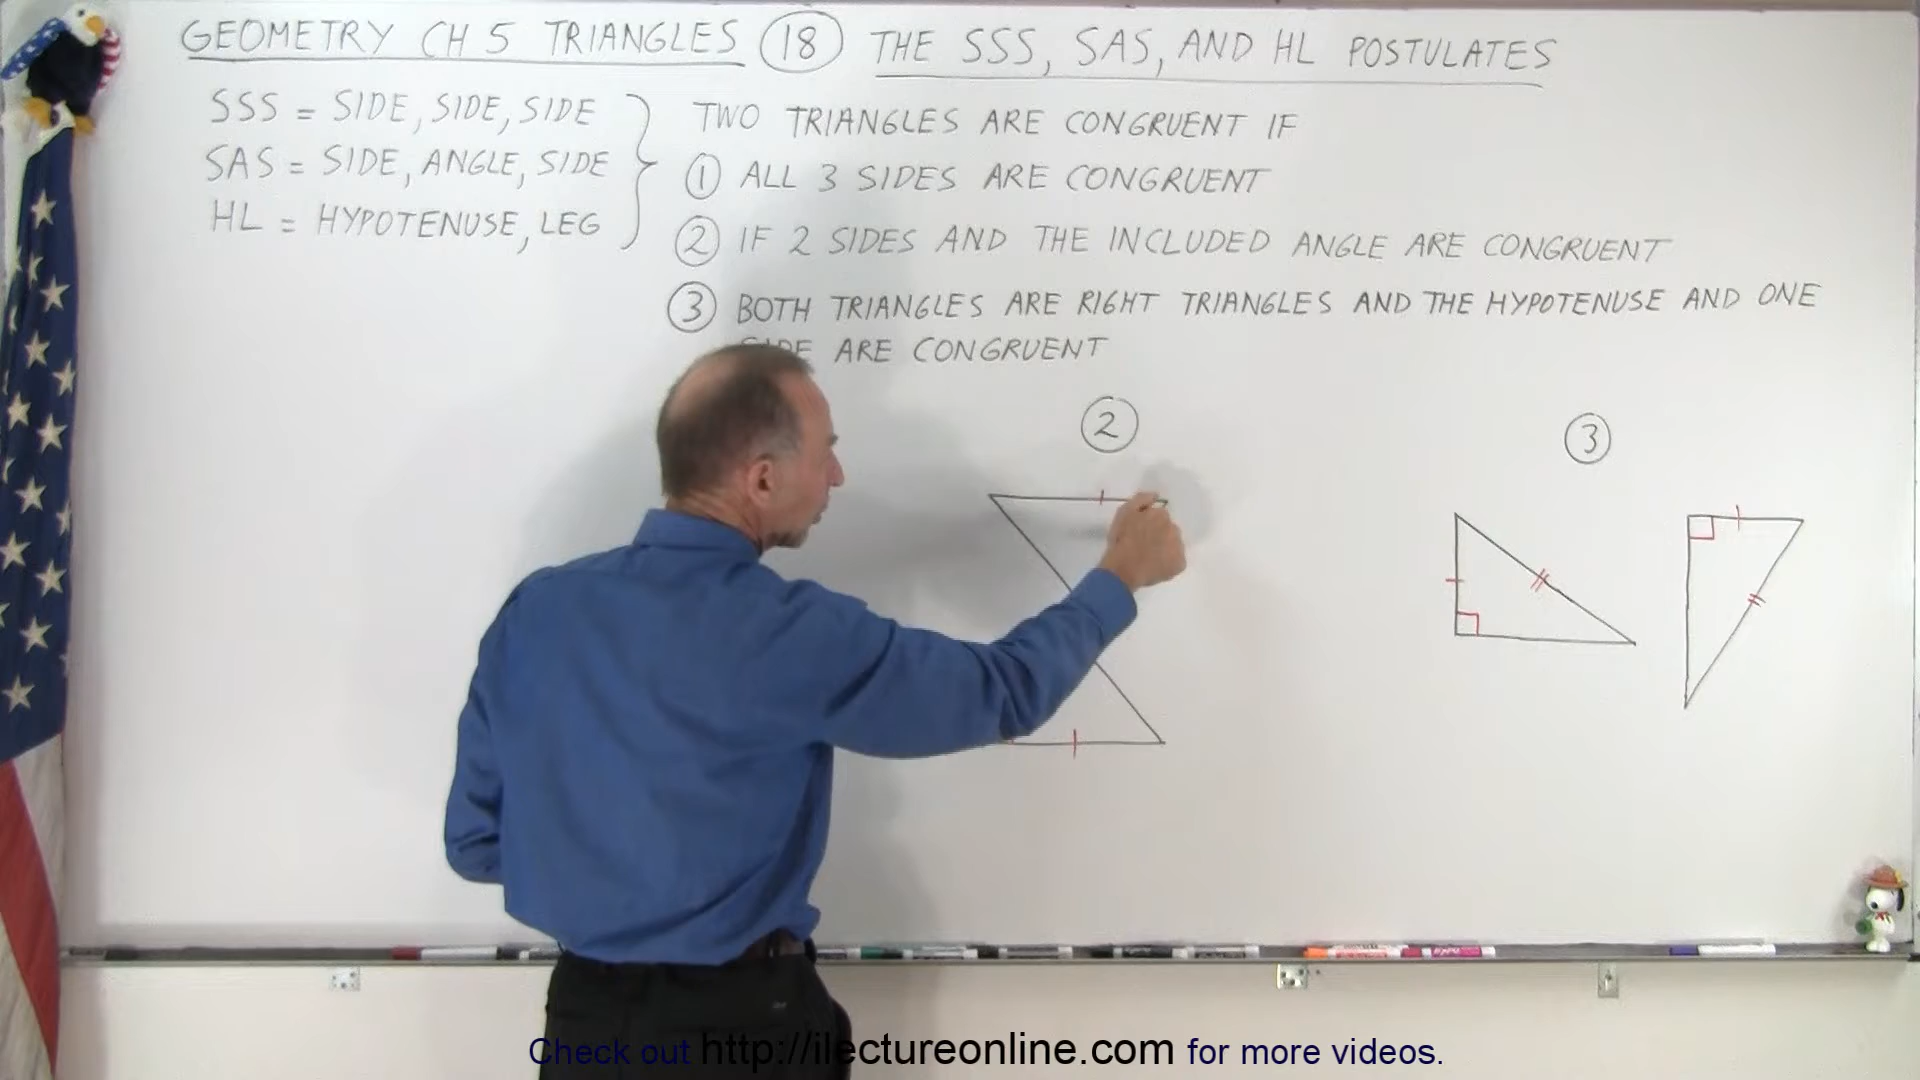 GEOMETRY CH 5 TRIANGLES 18 THE SSS, SAS, AND HL POSTULATES
SSS = SIDE, SIDE, SIDE
SAS = SIDE, ANGLE, SIDE
HL = HYPOTENUSE, LEG
TWO TRIANGLES ARE CONGRUENT IF
1 ALL 3 SIDES ARE CONGRUENT
2 IF 2 SIDES AND THE INCLUDED ANGLE ARE CONGRUENT
3 BOTH TRIANGLES ARE RIGHT TRIANGLES AND THE HYPOTENUSE AND ONE
SIDE ARE CONGRUENT
2
3
Check out http://ilectureonline.com for more videos.